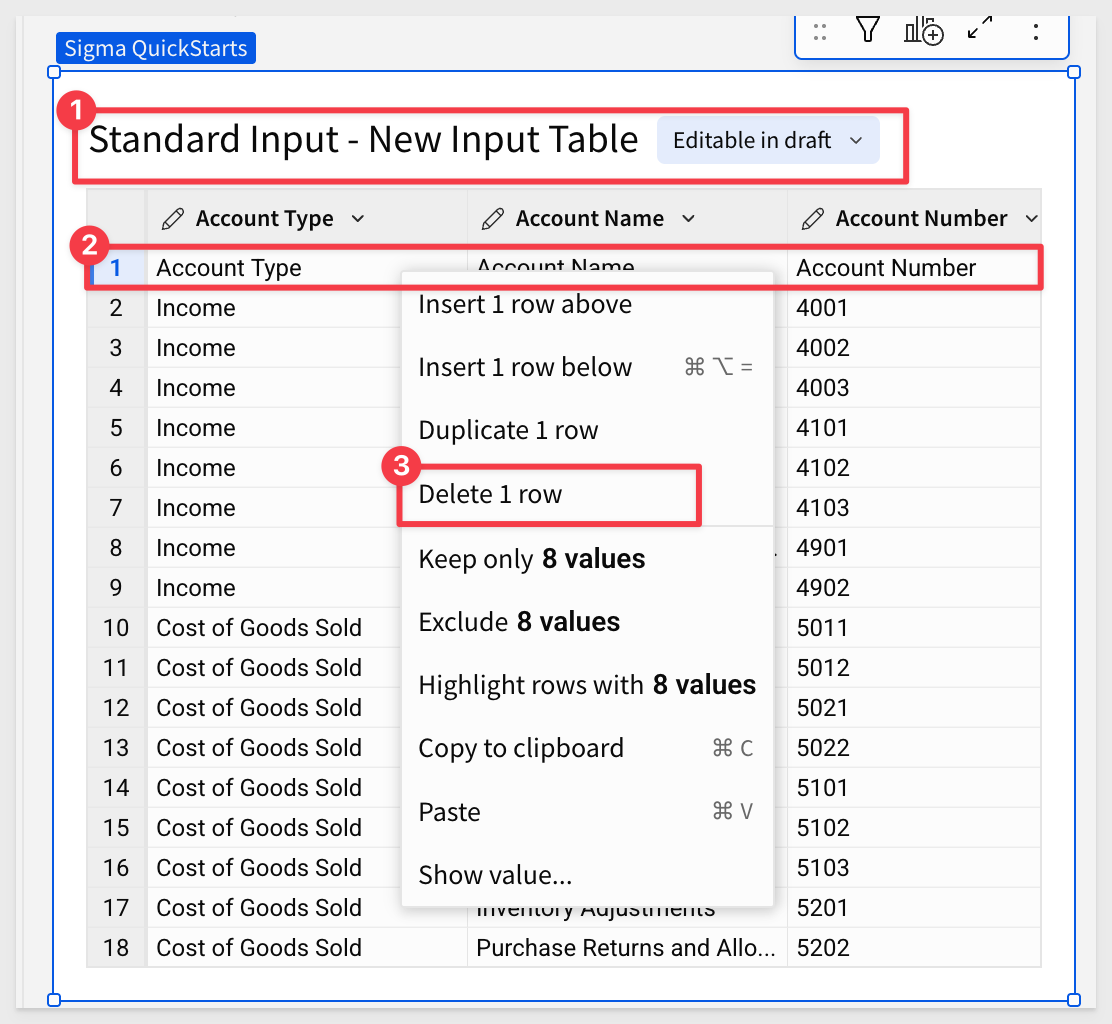 Sigma QuickStarts
1
Standard Input - New Input Table Editable in draft
Account Type Account Name Account Number
2
1 Account Type Account Name Account Number
2 Income 4001
3 Income 4002
4 Income 4003
5 Income 4101
6 Income 4102
7 Income 4103
8 Income 4901
9 Income 4902
10 Cost of Goods Sold 5011
11 Cost of Goods Sold 5012
12 Cost of Goods Sold 5021
13 Cost of Goods Sold 5022
14 Cost of Goods Sold 5101
15 Cost of Goods Sold 5102
16 Cost of Goods Sold 5103
17 Cost of Goods Sold Inventory Adjustments 5201
18 Cost of Goods Sold Purchase Returns and Allo... 5202
Insert 1 row above
Insert 1 row below ⌘ ⌥ =
Duplicate 1 row
3
Delete 1 row
Keep only 8 values
Exclude 8 values
Highlight rows with 8 values
Copy to clipboard ⌘ C
Paste ⌘ V
Show value...